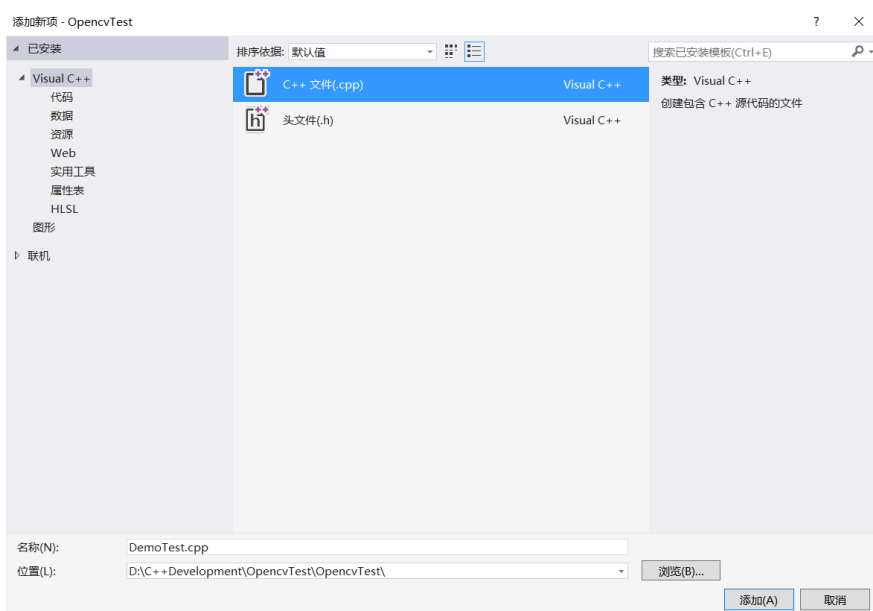 添加新项 - OpencvTest
? ×
已安装
排序依据: 默认值
搜索已安装模板(Ctrl+E)
Visual C++
代码
数据
资源
Web
实用工具
属性表
HLSL
图形
联机
C++ 文件(.cpp) Visual C++
头文件(.h) Visual C++
类型: Visual C++
创建包含 C++ 源代码的文件
名称(N): DemoTest.cpp
位置(L): D:\C++Development\OpencvTest\OpencvTest\ 浏览(B)...
添加(A) 取消